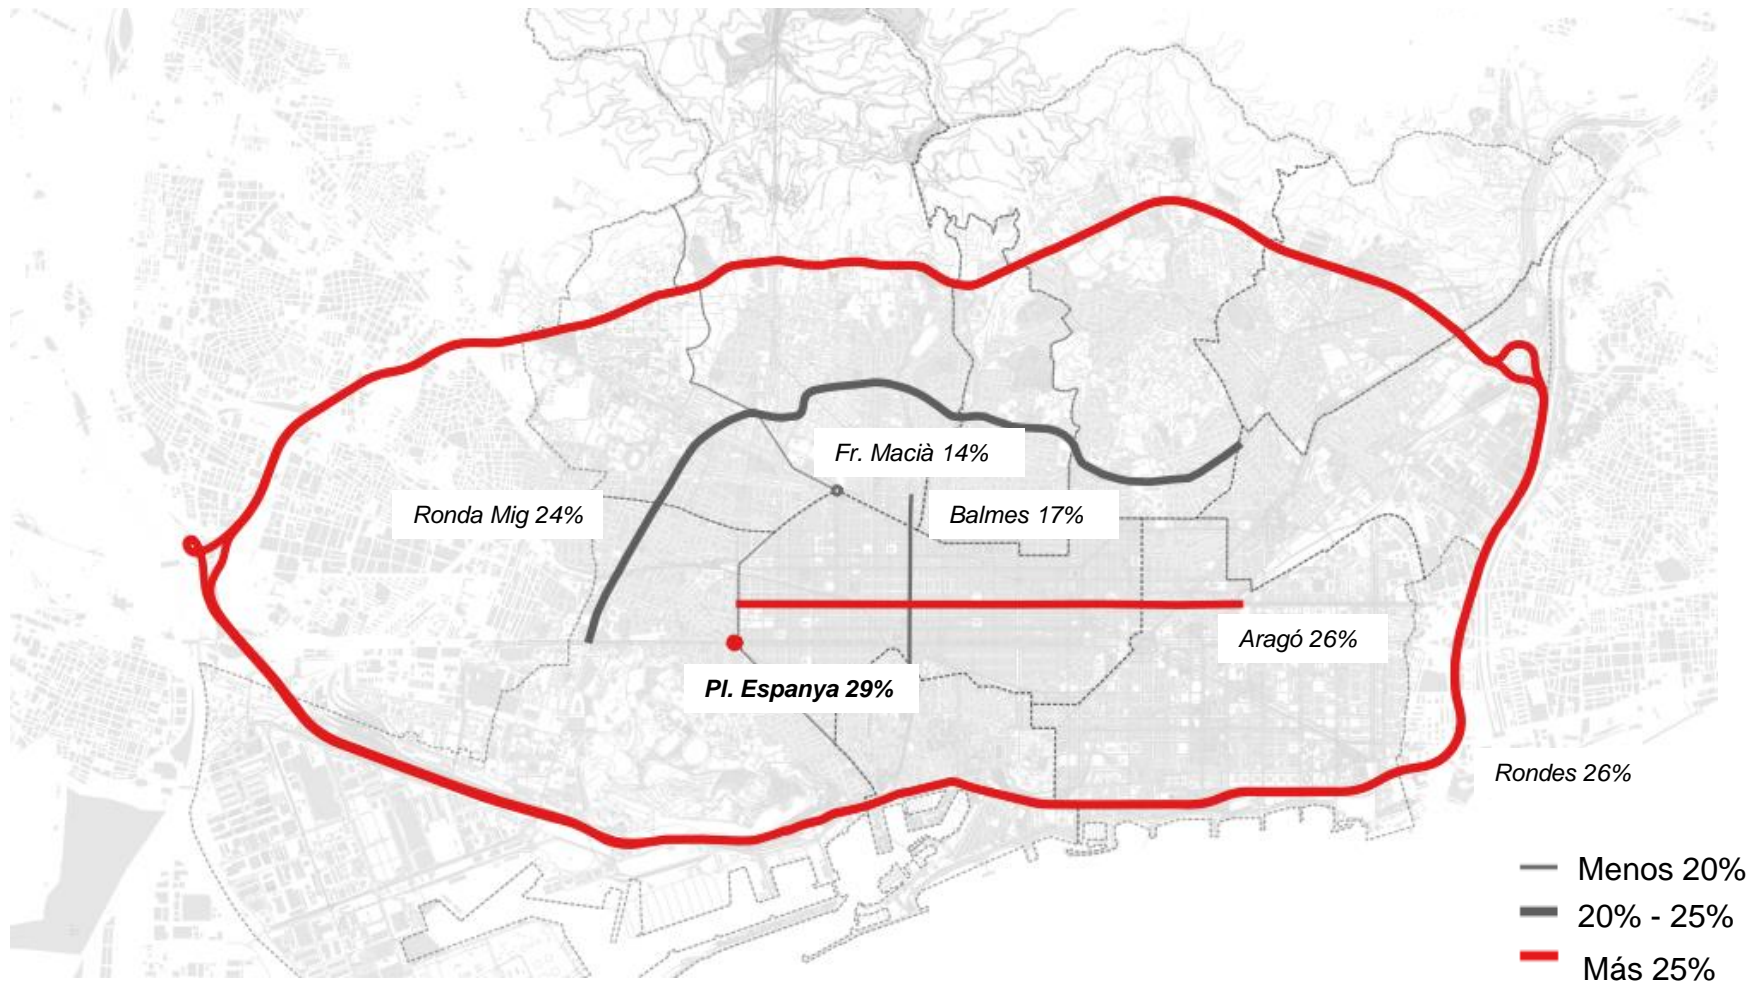 Fr. Macià 14%
Ronda Mig 24%
Balmes 17%
Aragó 26%
Pl. Espanya 29%
Rondes 26%
Menos 20%
20% - 25%
Más 25%